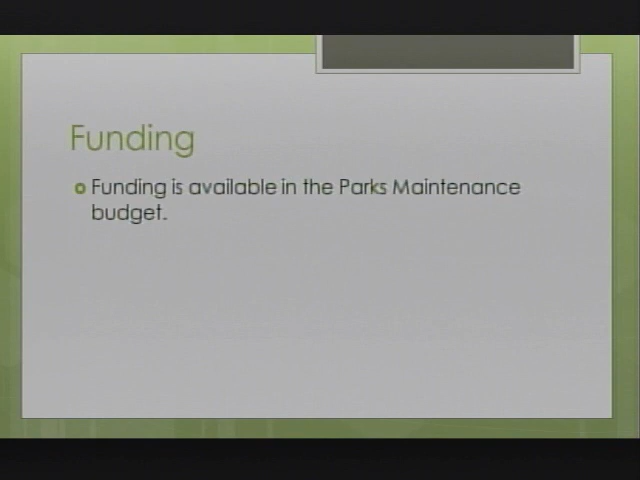 Funding
Funding is available in the Parks Maintenance
budget.